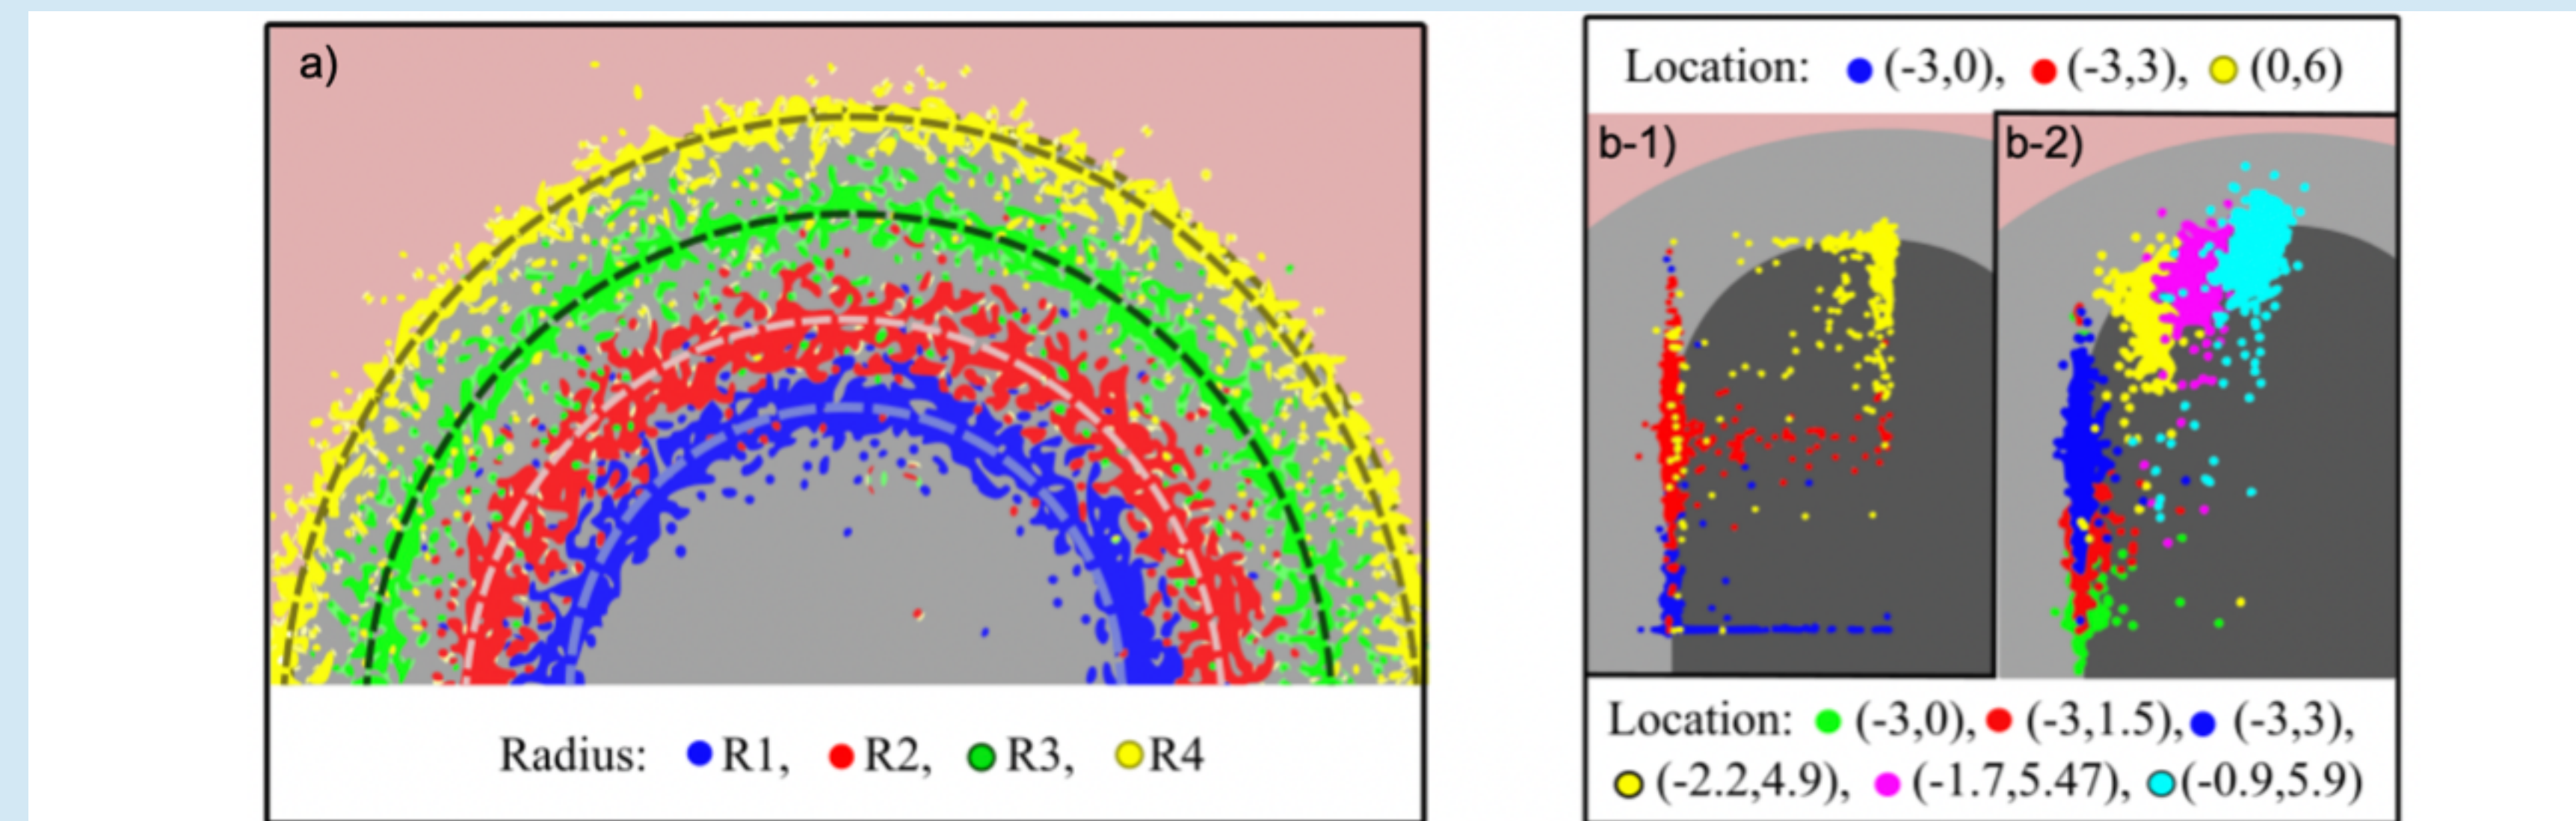 a)
Radius: R1, R2, R3, R4
Location: (-3,0), (-3,3), (0,6)
b-1)
b-2)
Location: (-3,0), (-3,1.5), (-3,3),
(-2.2,4.9), (-1.7,5.47), (-0.9,5.9)